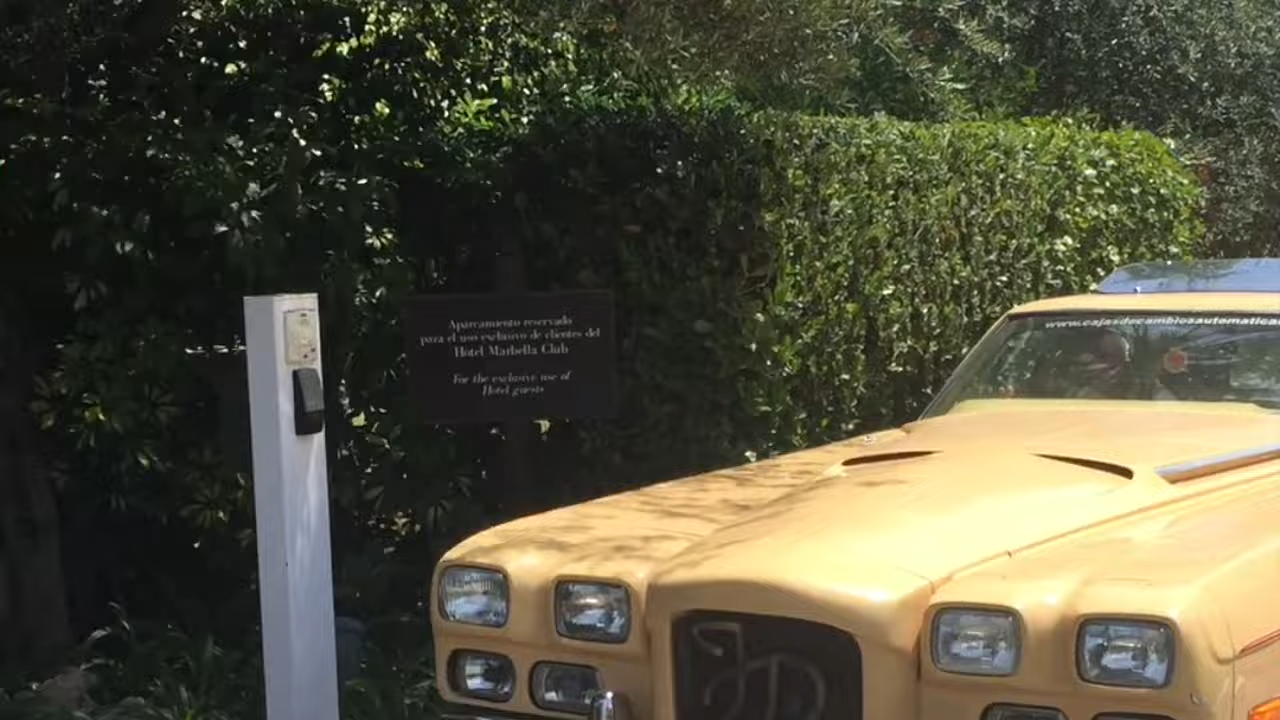 Aparcamiento reservado
para el uso exclusivo de clientes del
Hotel Marbella Club
For the exclusive use of
Hotel guests
www.cajasdecambiosautomatica